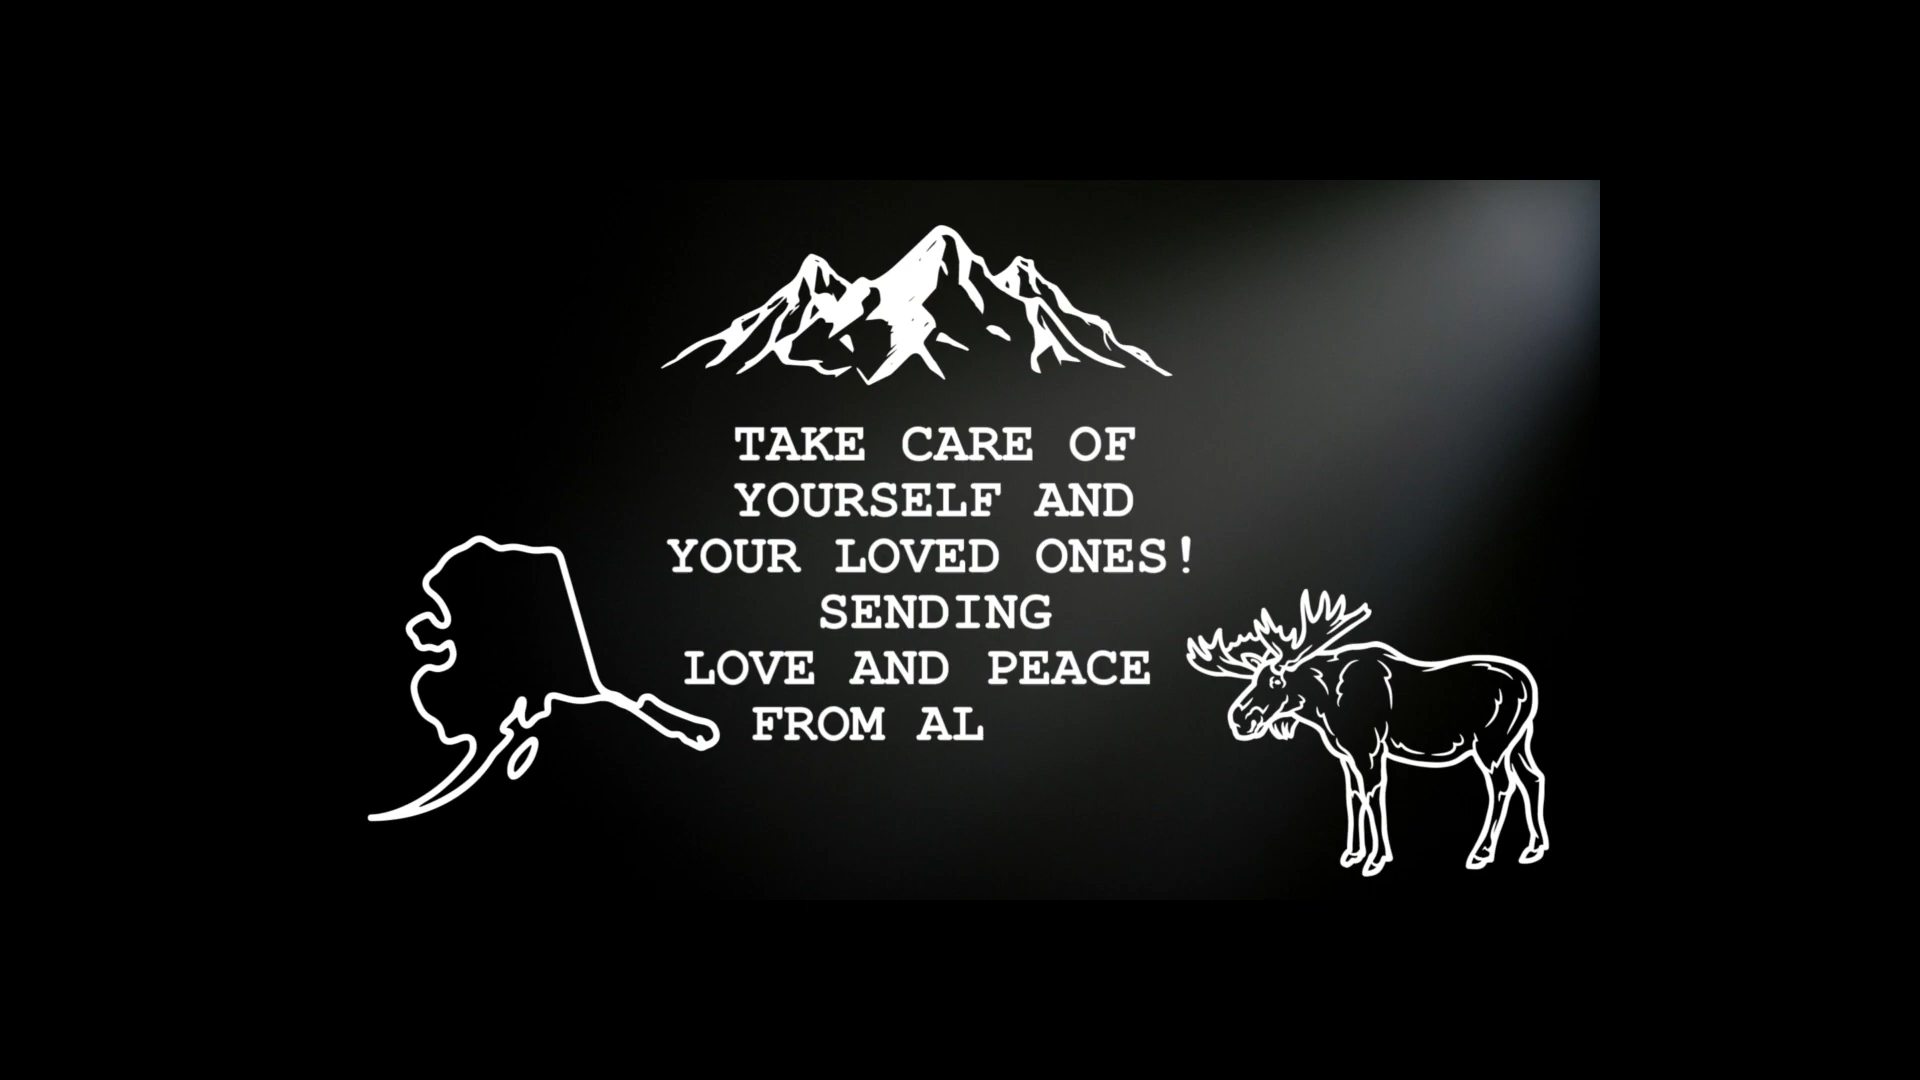 TAKE CARE OF
YOURSELF AND
YOUR LOVED ONES!
SENDING
LOVE AND PEACE
FROM AL